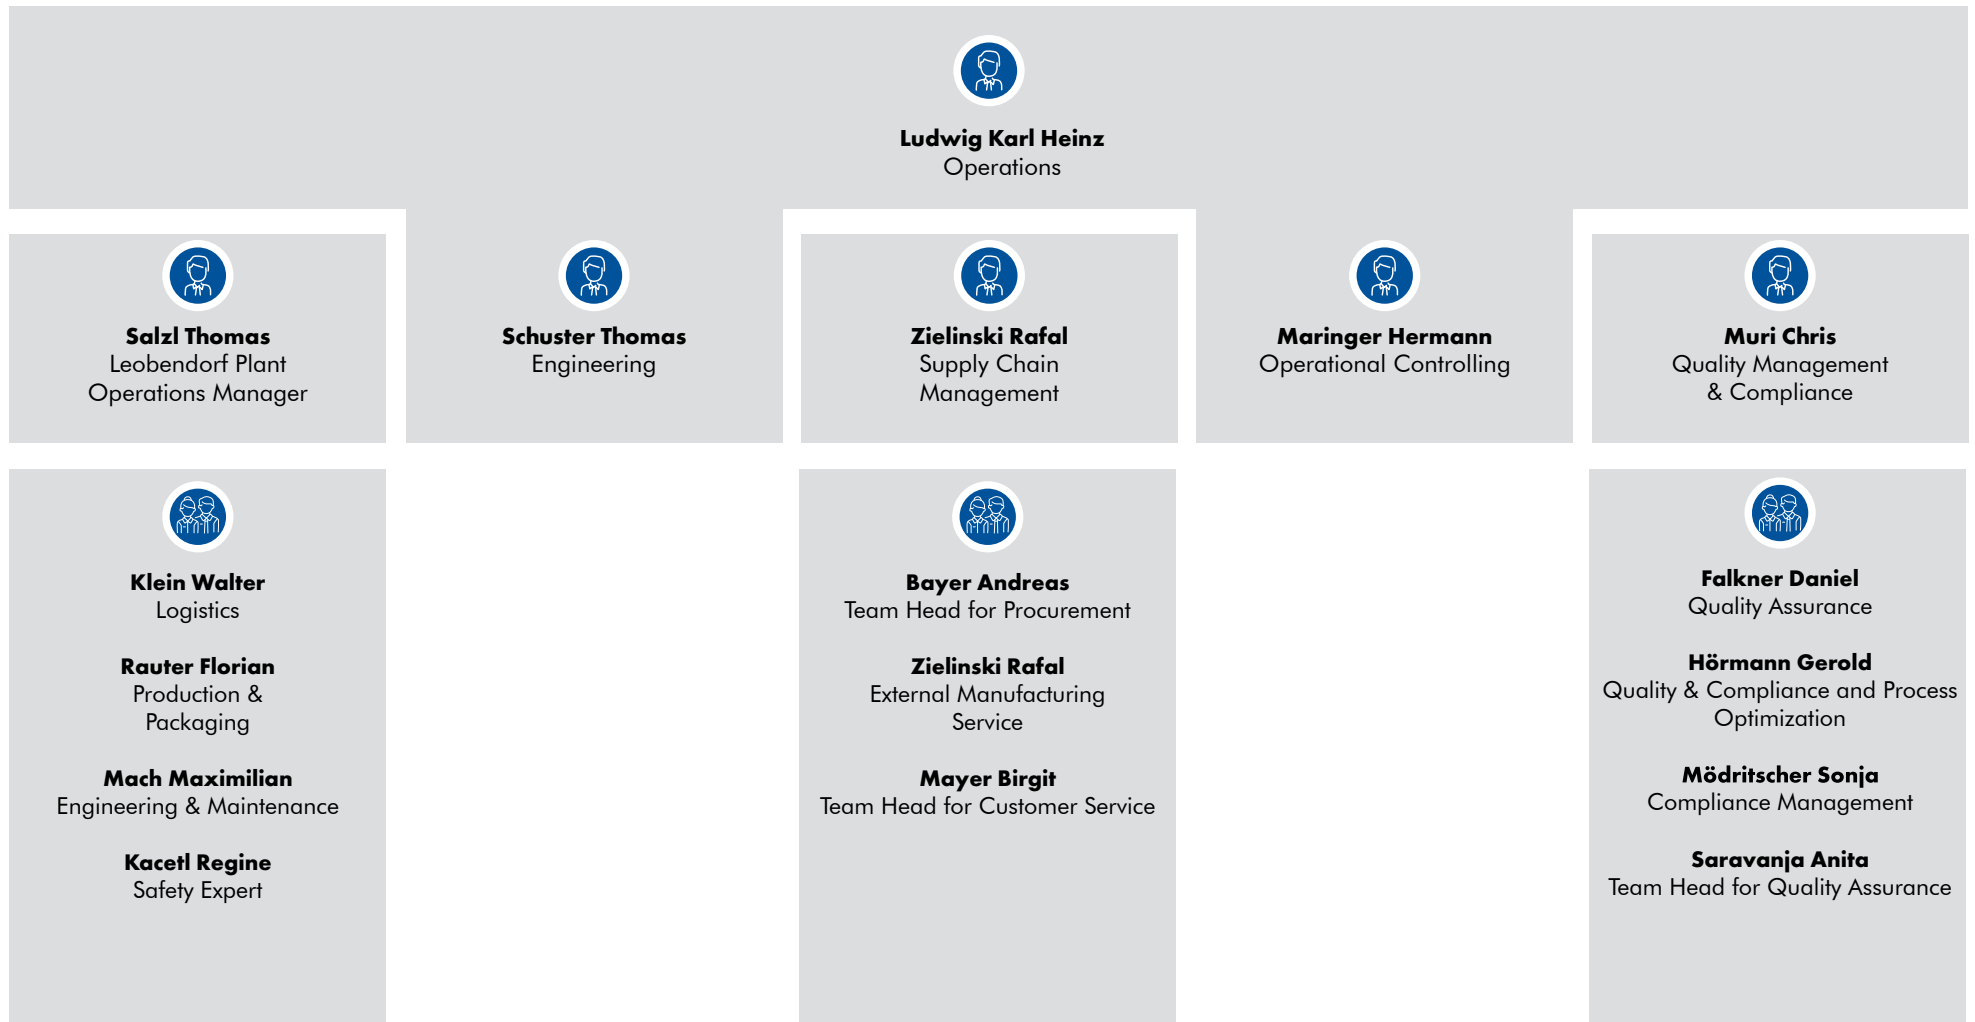 Ludwig Karl Heinz
Operations
Salzl Thomas
Leobendorf Plant
Operations Manager
Schuster Thomas
Engineering
Zielinski Rafal
Supply Chain
Management
Maringer Hermann
Operational Controlling
Muri Chris
Quality Management
& Compliance
Klein Walter
Logistics
Rauter Florian
Production &
Packaging
Mach Maximilian
Engineering & Maintenance
Kacetl Regine
Safety Expert
Bayer Andreas
Team Head for Procurement
Zielinski Rafal
External Manufacturing
Service
Mayer Birgit
Team Head for Customer Service
Falkner Daniel
Quality Assurance
Hörmann Gerold
Quality & Compliance and Process
Optimization
Mödritscher Sonja
Compliance Management
Saravanja Anita
Team Head for Quality Assurance